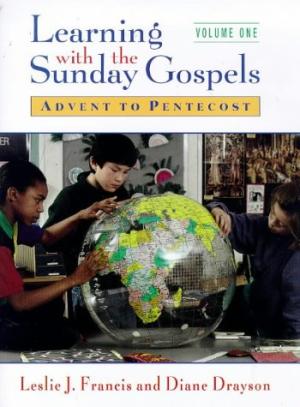 Learning
with the
VOLUME ONE
Sunday Gospels
ADVENT TO PENTECOST
Leslie J. Francis and Diane Drayson